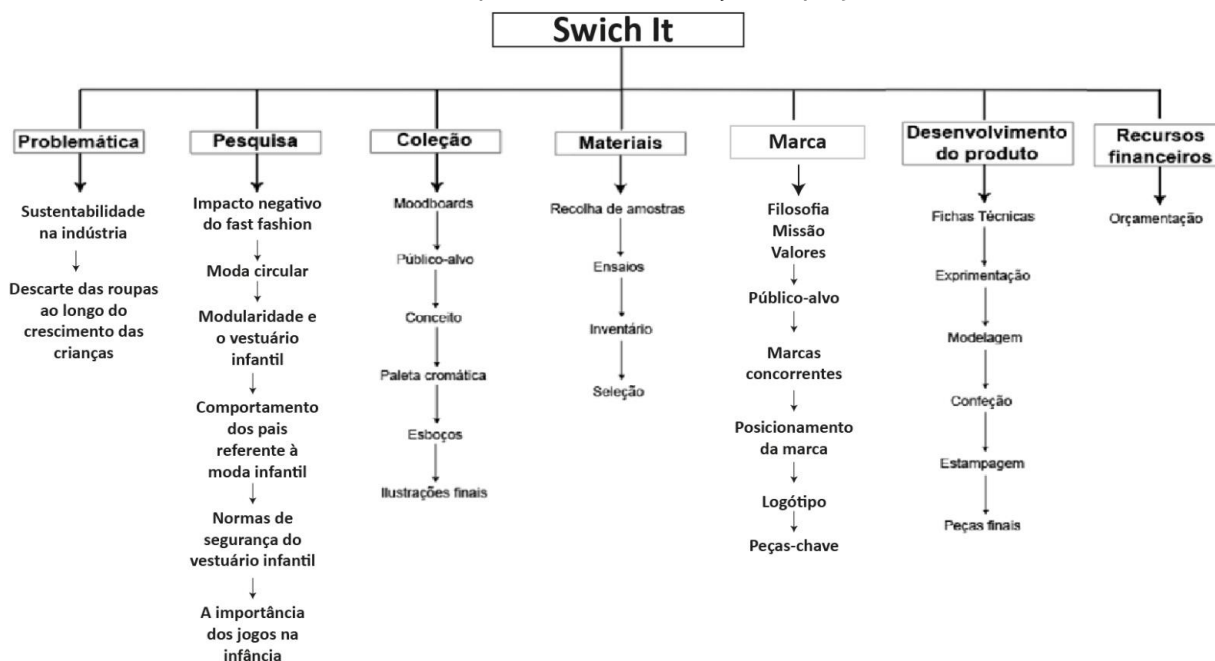 Swich It
Problemática
Sustentabilidade
na indústria
Descarte das roupas
ao longo do
crescimento das
crianças
Pesquisa
Impacto negativo
do fast fashion
Moda circular
Modularidade e
o vestuário
infantil
Comportamento
dos pais
referente à
moda infantil
Normas de
segurança do
vestuário infantil
A importância
dos jogos na
infância
Coleção
Moodboards
Público-alvo
Conceito
Paleta cromática
Esboços
Ilustrações finais
Materiais
Recolha de amostras
Ensaios
Inventário
Seleção
Marca
Filosofia
Missão
Valores
Público-alvo
Marcas
concorrentes
Posicionamento
da marca
Logótipo
Peças-chave
Desenvolvimento
do produto
Fichas Técnicas
Exprimentação
Modelagem
Confeção
Estampagem
Peças finais
Recursos
financeiros
Orçamentação